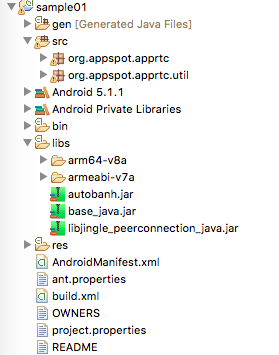 sample01
gen [Generated Java Files]
src
org.appspot.apprtc
org.appspot.apprtc.util
Android 5.1.1
Android Private Libraries
bin
libs
arm64-v8a
armeabi-v7a
autobanh.jar
base_java.jar
libjingle_peerconnection_java.jar
res
AndroidManifest.xml
ant.properties
build.xml
OWNERS
project.properties
README